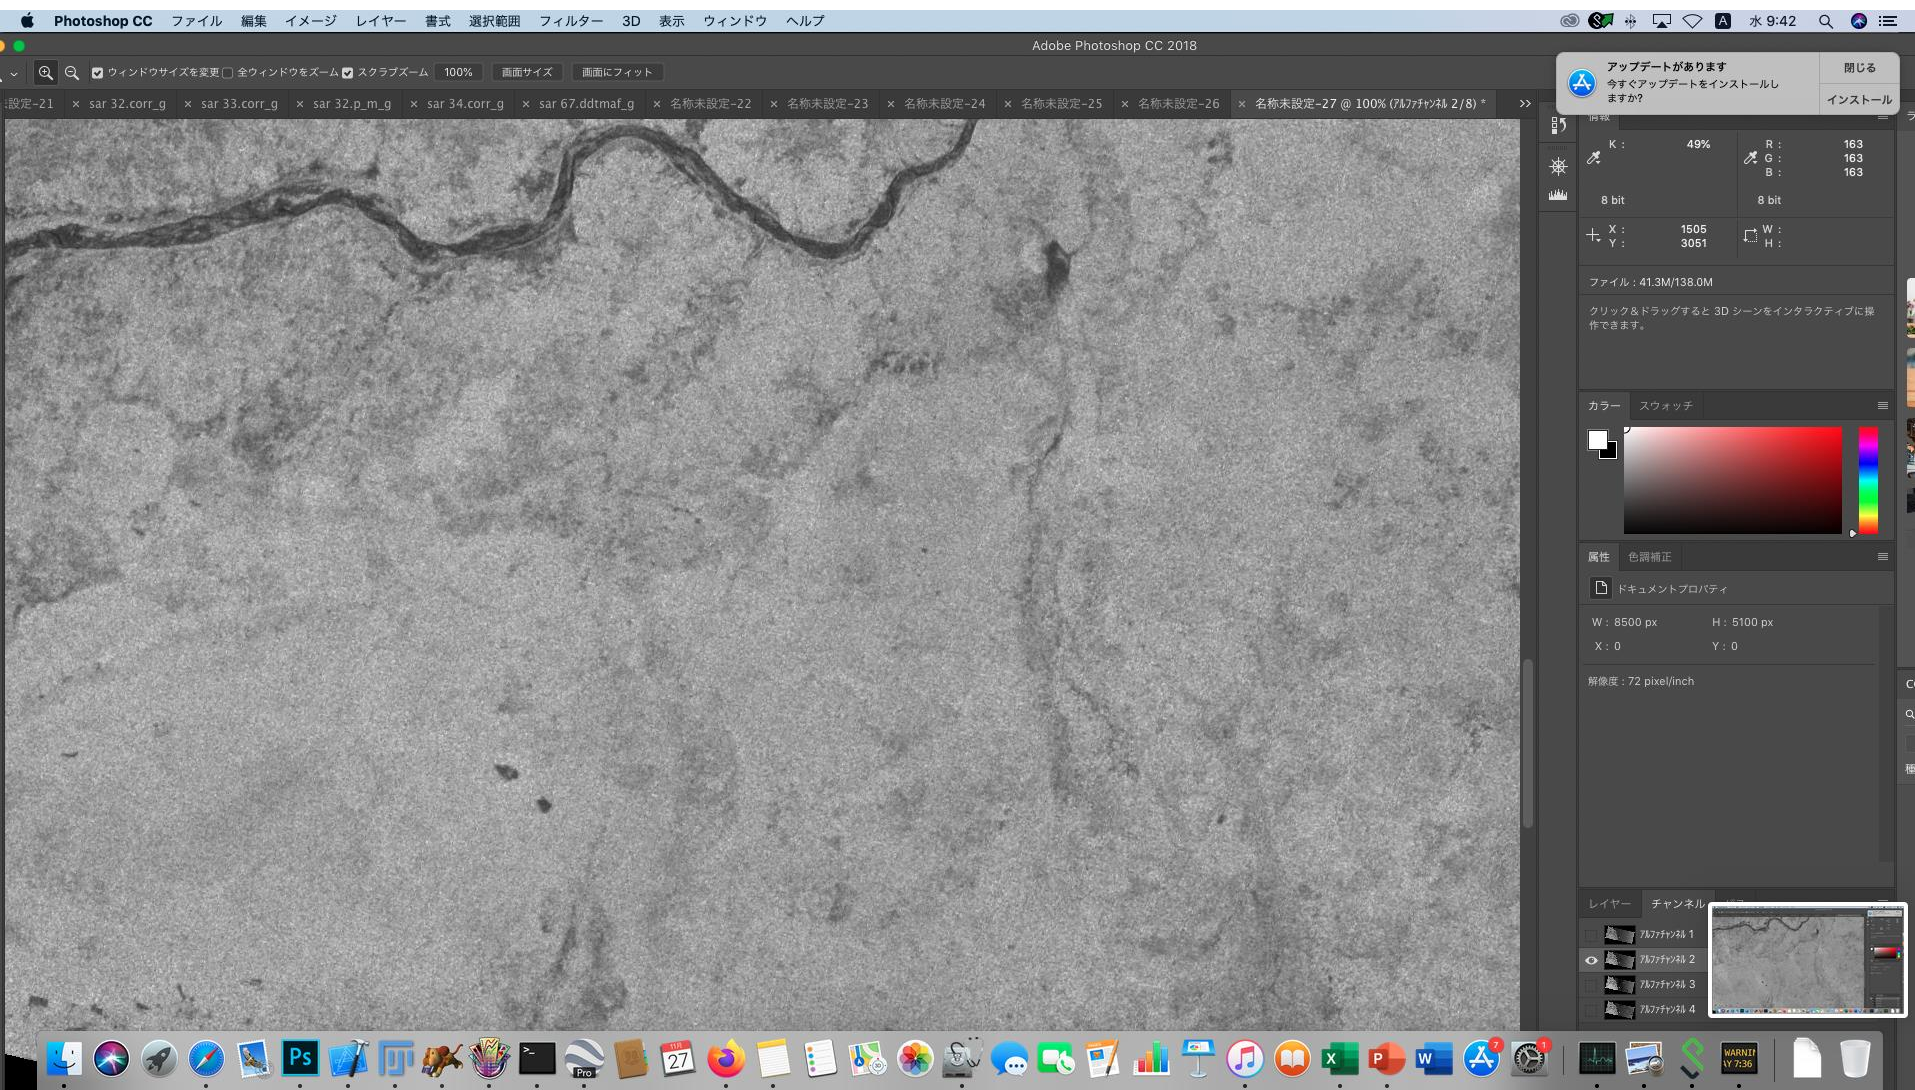 Photoshop CC ファイル 編集 イメージ レイヤー 書式 選択範囲 フィルター 3D 表示 ウィンドウ ヘルプ A 水 9:42
Adobe Photoshop CC 2018
ウィンドウサイズを変更 全ウィンドウをズーム スクラブズーム 100% 画面サイズ 画面にフィット
アップデートがあります
今すぐアップデートをインストールし
ますか?
閉じる
インストール
設定-21 × sar 32.corr_g × sar 33.corr_g × sar 32.p_m_g × sar 34.corr_g × sar 67.ddtmaf_g × 名称未設定-22 × 名称未設定-23 × 名称未設定-24 × 名称未設定-25 × 名称未設定-26 × 名称未設定-27 @ 100% (ｱﾙﾌｧﾁｬﾝﾈﾙ 2/8) *
情報
K : 49% R : 163
G : 163
B : 163
8 bit 8 bit
X : 1505 W :
Y : 3051 H :
ファイル : 41.3M/138.0M
クリック＆ドラッグすると 3D シーンをインタラクティブに操
作できます。
カラー スウォッチ
属性 色調補正
ドキュメントプロパティ
W : 8500 px H : 5100 px
X : 0 Y : 0
解像度 : 72 pixel/inch
レイヤー チャンネル
ｱﾙﾌｧﾁｬﾝﾈﾙ 1
ｱﾙﾌｧﾁｬﾝﾈﾙ 2
ｱﾙﾌｧﾁｬﾝﾈﾙ 3
ｱﾙﾌｧﾁｬﾝﾈﾙ 4
Ps
Pro
11月
27
X
P
W
7
1
WARNIN
AY 7:36